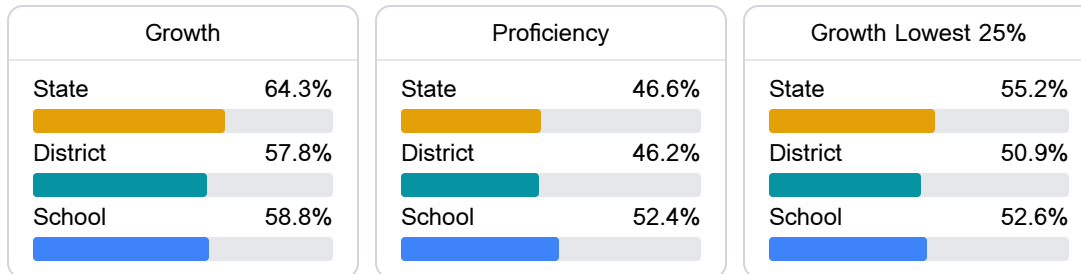 Growth
State 64.3%
District 57.8%
School 58.8%
Proficiency
State 46.6%
District 46.2%
School 52.4%
Growth Lowest 25%
State 55.2%
District 50.9%
School 52.6%